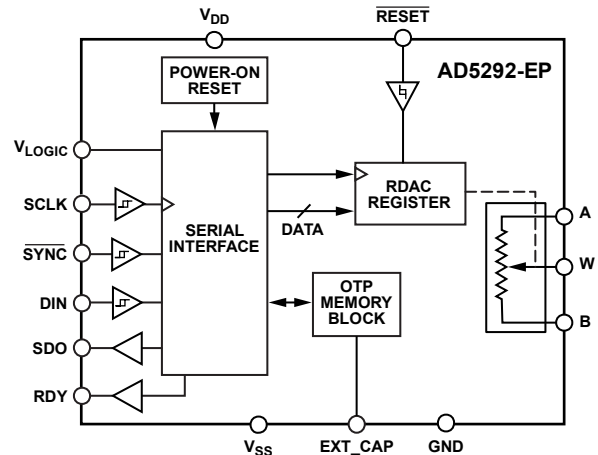 VDD
RESET
AD5292-EP
POWER-ON
RESET
VLOGIC
SCLK
SYNC
DIN
SDO
RDY
SERIAL
INTERFACE
DATA
RDAC
REGISTER
OTP
MEMORY
BLOCK
A
W
B
VSS
EXT_CAP
GND